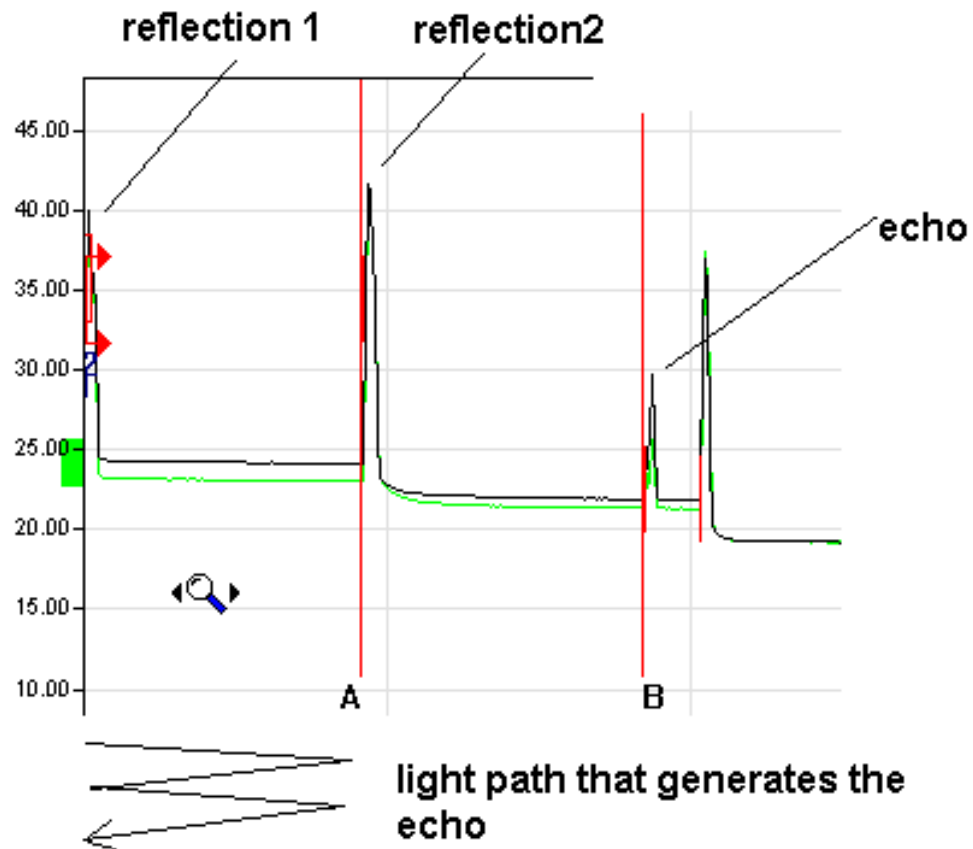 reflection 1
reflection2
45.00
40.00
echo
35.00
30.00
2
25.00
20.00
15.00
10.00
A
B
light path that generates the
echo